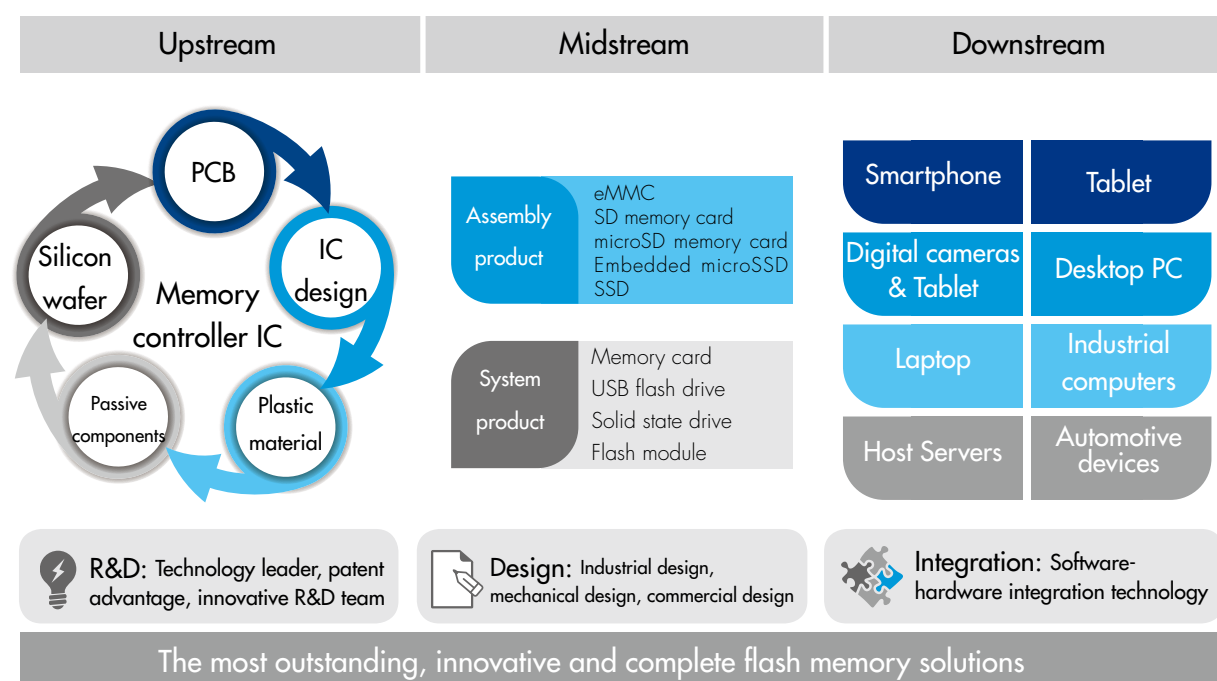 Upstream
Midstream
Downstream
PCB
IC
design
Plastic
material
Passive
components
Silicon
wafer
Memory
controller IC
Assembly
product
eMMC
SD memory card
microSD memory card
Embedded microSSD
SSD
System
product
Memory card
USB flash drive
Solid state drive
Flash module
Smartphone
Tablet
Digital cameras
& Tablet
Desktop PC
Laptop
Industrial
computers
Host Servers
Automotive
devices
R&D: Technology leader, patent
advantage, innovative R&D team
Design: Industrial design,
mechanical design, commercial design
Integration: Software-
hardware integration technology
The most outstanding, innovative and complete flash memory solutions